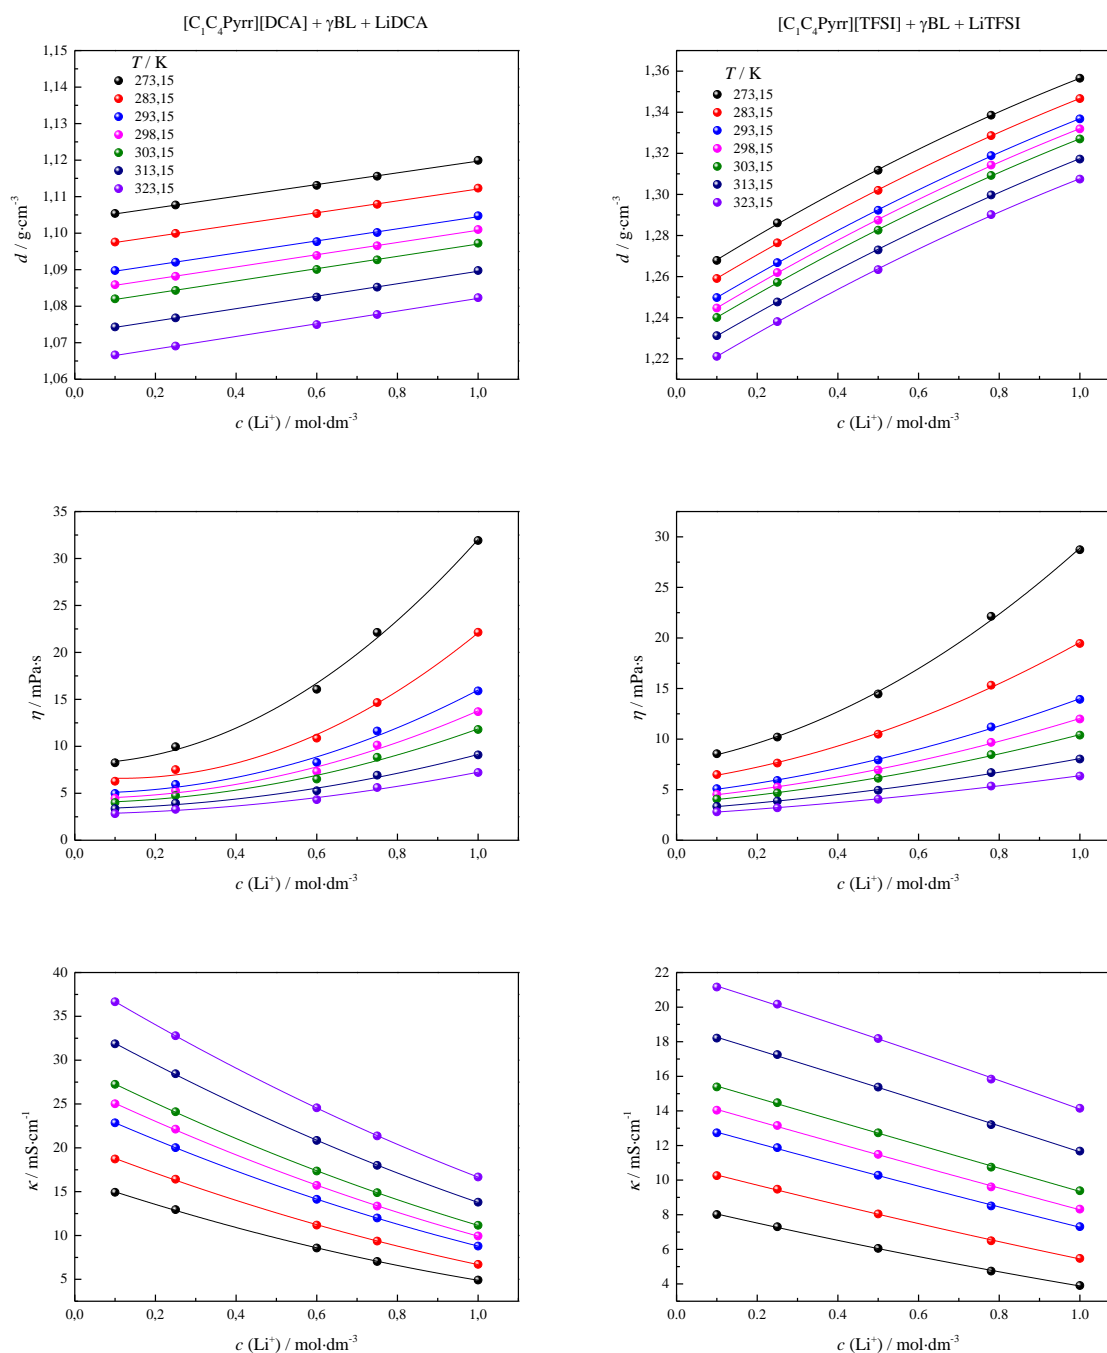 [C₁C₄Pyrr][DCA] + γBL + LiDCA
1,15
1,14
1,13
1,12
1,11
1,10
1,09
1,08
1,07
1,06
d / g·cm⁻³
T / K
273,15
283,15
293,15
298,15
303,15
313,15
323,15
0,0 0,2 0,4 0,6 0,8 1,0
c (Li⁺) / mol·dm⁻³
[C₁C₄Pyrr][TFSI] + γBL + LiTFSI
1,36
1,34
1,32
1,30
1,28
1,26
1,24
1,22
d / g·cm⁻³
T / K
273,15
283,15
293,15
298,15
303,15
313,15
323,15
0,0 0,2 0,4 0,6 0,8 1,0
c (Li⁺) / mol·dm⁻³
35
30
25
20
15
10
5
0
η / mPa·s
0,0 0,2 0,4 0,6 0,8 1,0
c (Li⁺) / mol·dm⁻³
30
25
20
15
10
5
0
η / mPa·s
0,0 0,2 0,4 0,6 0,8 1,0
c (Li⁺) / mol·dm⁻³
40
35
30
25
20
15
10
5
κ / mS·cm⁻¹
0,0 0,2 0,4 0,6 0,8 1,0
c (Li⁺) / mol·dm⁻³
22
20
18
16
14
12
10
8
6
4
κ / mS·cm⁻¹
0,0 0,2 0,4 0,6 0,8 1,0
c (Li⁺) / mol·dm⁻³